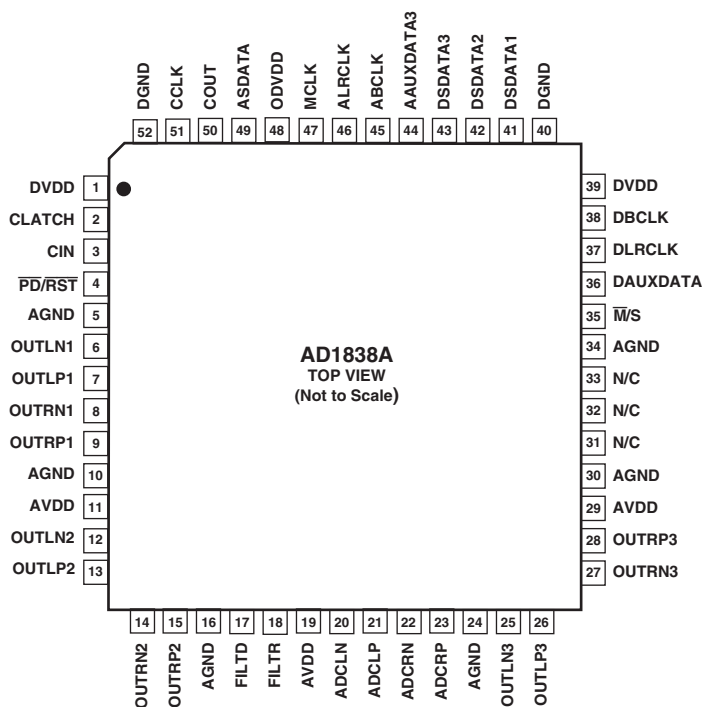 DGND
CCLK
COUT
ASDATA
ODVDD
MCLK
ALRCLK
ABCLK
AAUXDATA3
DSDATA3
DSDATA2
DSDATA1
DGND
52 51 50 49 48 47 46 45 44 43 42 41 40
DVDD 1
CLATCH 2
CIN 3
P̅D̅/R̅S̅T̅ 4
AGND 5
OUTLN1 6
OUTLP1 7
OUTRN1 8
OUTRP1 9
AGND 10
AVDD 11
OUTLN2 12
OUTLP2 13
AD1838A
TOP VIEW
(Not to Scale)
39 DVDD
38 DBCLK
37 DLRCLK
36 DAUXDATA
35 M̅/S
34 AGND
33 N/C
32 N/C
31 N/C
30 AGND
29 AVDD
28 OUTRP3
27 OUTRN3
14 15 16 17 18 19 20 21 22 23 24 25 26
OUTRN2
OUTRP2
AGND
FILTD
FILTR
AVDD
ADCLN
ADCLP
ADCRN
ADCRP
AGND
OUTLN3
OUTLP3